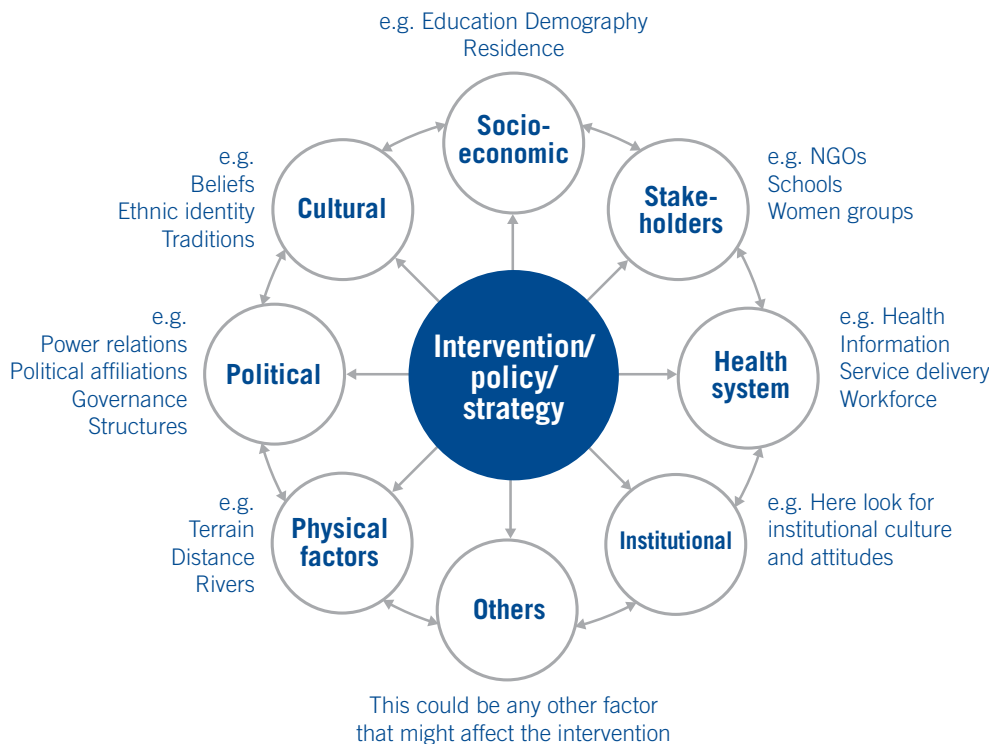 e.g. Education Demography
Residence
Socio-
economic
e.g.
Beliefs
Ethnic identity
Traditions
Cultural
Stake-
holders
e.g. NGOs
Schools
Women groups
e.g.
Power relations
Political affiliations
Governance
Structures
Political
Intervention/
policy/
strategy
Health
system
e.g. Health
Information
Service delivery
Workforce
e.g.
Terrain
Distance
Rivers
Physical
factors
Institutional
e.g. Here look for
institutional culture
and attitudes
Others
This could be any other factor
that might affect the intervention